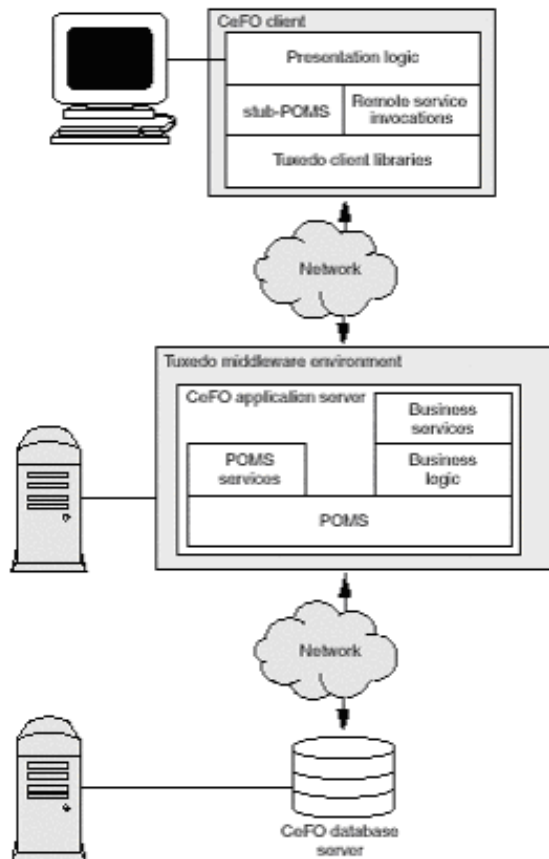 CeFO client
Presentation logic
stub-POMS
Remote service
invocations
Tuxedo client libraries
Network
Tuxedo middleware environment
CeFO application server
Business
services
POMS
services
Business
logic
POMS
Network
CeFO database
server